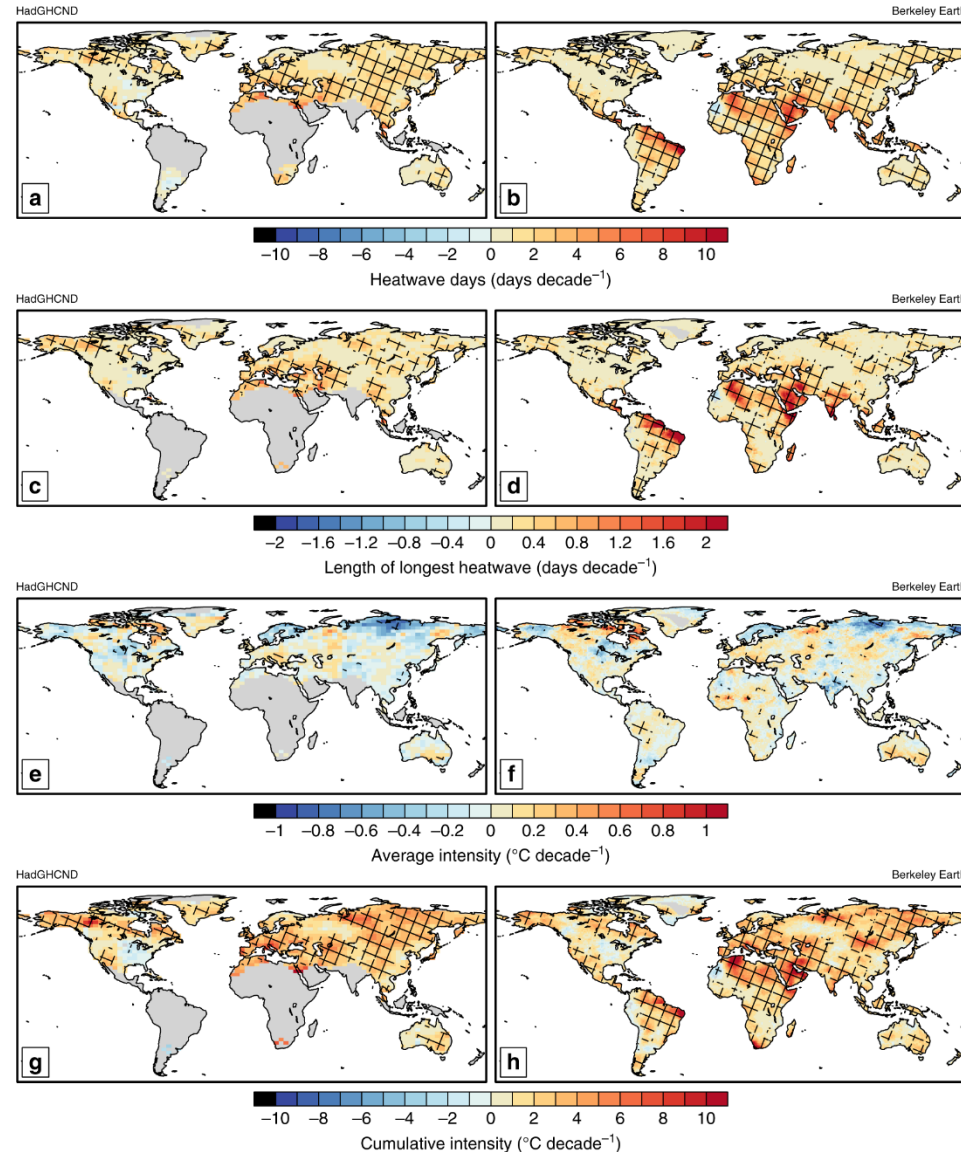 HadGHCND Berkeley Earth
a b
−10 −8 −6 −4 −2 0 2 4 6 8 10
Heatwave days (days decade⁻¹)
HadGHCND Berkeley Earth
c d
−2 −1.6 −1.2 −0.8 −0.4 0 0.4 0.8 1.2 1.6 2
Length of longest heatwave (days decade⁻¹)
HadGHCND Berkeley Earth
e f
−1 −0.8 −0.6 −0.4 −0.2 0 0.2 0.4 0.6 0.8 1
Average intensity (°C decade⁻¹)
HadGHCND Berkeley Earth
g h
−10 −8 −6 −4 −2 0 2 4 6 8 10
Cumulative intensity (°C decade⁻¹)